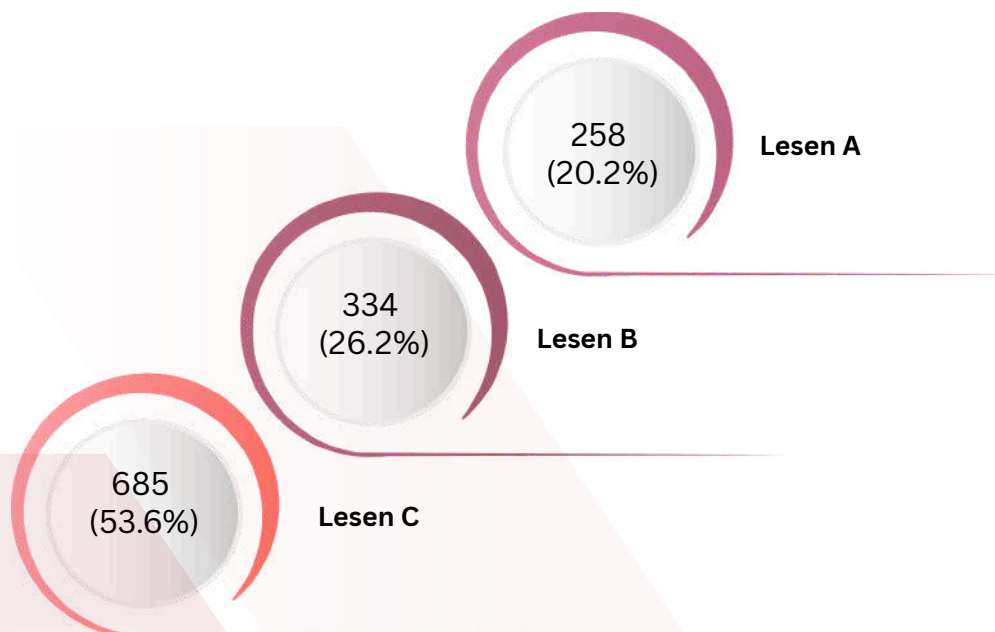 258
(20.2%)
Lesen A
334
(26.2%)
Lesen B
685
(53.6%)
Lesen C